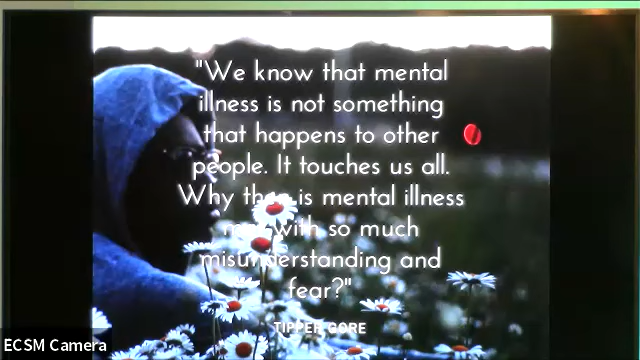 "We know that mental
illness is not something
that happens to other
people. It touches us all.
Why then is mental illness
with so much
misunderstanding and
fear?"
TIPPER GORE
ECSM Camera